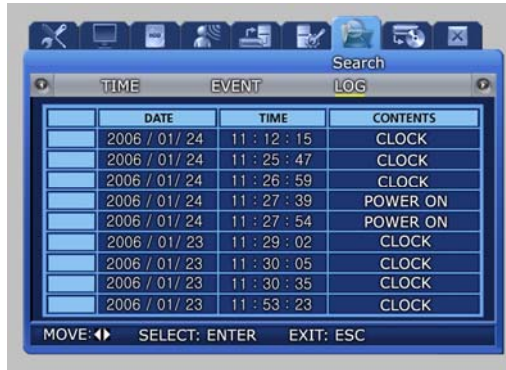 Search
TIME EVENT LOG
DATE TIME CONTENTS
2006 / 01/ 24 11 : 12 : 15 CLOCK
2006 / 01/ 24 11 : 25 : 47 CLOCK
2006 / 01/ 24 11 : 26 : 59 CLOCK
2006 / 01/ 24 11 : 27 : 39 POWER ON
2006 / 01/ 24 11 : 27 : 54 POWER ON
2006 / 01/ 23 11 : 29 : 02 CLOCK
2006 / 01/ 23 11 : 30 : 05 CLOCK
2006 / 01/ 23 11 : 30 : 35 CLOCK
2006 / 01/ 23 11 : 53 : 23 CLOCK
MOVE: SELECT: ENTER EXIT: ESC